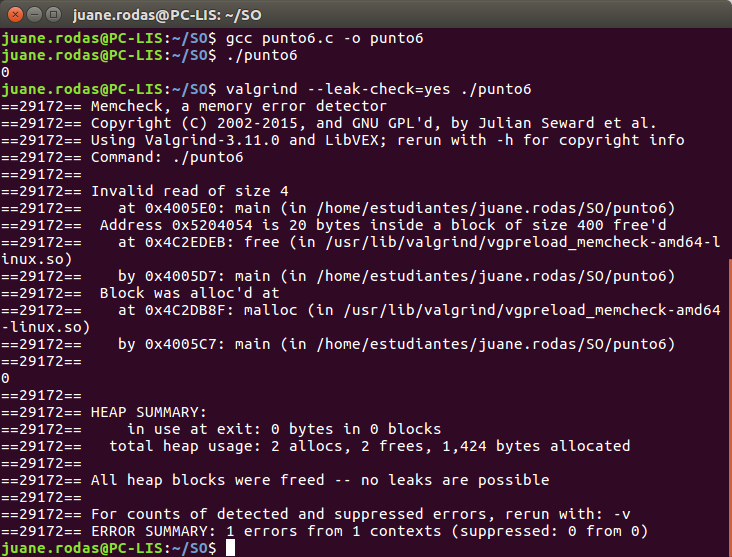 juane.rodas@PC-LIS: ~/SO
juane.rodas@PC-LIS:~/SO$ gcc punto6.c -o punto6
juane.rodas@PC-LIS:~/SO$ ./punto6
0
juane.rodas@PC-LIS:~/SO$ valgrind --leak-check=yes ./punto6
==29172== Memcheck, a memory error detector
==29172== Copyright (C) 2002-2015, and GNU GPL'd, by Julian Seward et al.
==29172== Using Valgrind-3.11.0 and LibVEX; rerun with -h for copyright info
==29172== Command: ./punto6
==29172==
==29172== Invalid read of size 4
==29172==    at 0x4005E0: main (in /home/estudiantes/juane.rodas/SO/punto6)
==29172==  Address 0x5204054 is 20 bytes inside a block of size 400 free'd
==29172==    at 0x4C2EDEB: free (in /usr/lib/valgrind/vgpreload_memcheck-amd64-l
inux.so)
==29172==    by 0x4005D7: main (in /home/estudiantes/juane.rodas/SO/punto6)
==29172==  Block was alloc'd at
==29172==    at 0x4C2DB8F: malloc (in /usr/lib/valgrind/vgpreload_memcheck-amd64
-linux.so)
==29172==    by 0x4005C7: main (in /home/estudiantes/juane.rodas/SO/punto6)
==29172==
0
==29172==
==29172== HEAP SUMMARY:
==29172==     in use at exit: 0 bytes in 0 blocks
==29172==   total heap usage: 2 allocs, 2 frees, 1,424 bytes allocated
==29172==
==29172== All heap blocks were freed -- no leaks are possible
==29172==
==29172== For counts of detected and suppressed errors, rerun with: -v
==29172== ERROR SUMMARY: 1 errors from 1 contexts (suppressed: 0 from 0)
juane.rodas@PC-LIS:~/SO$